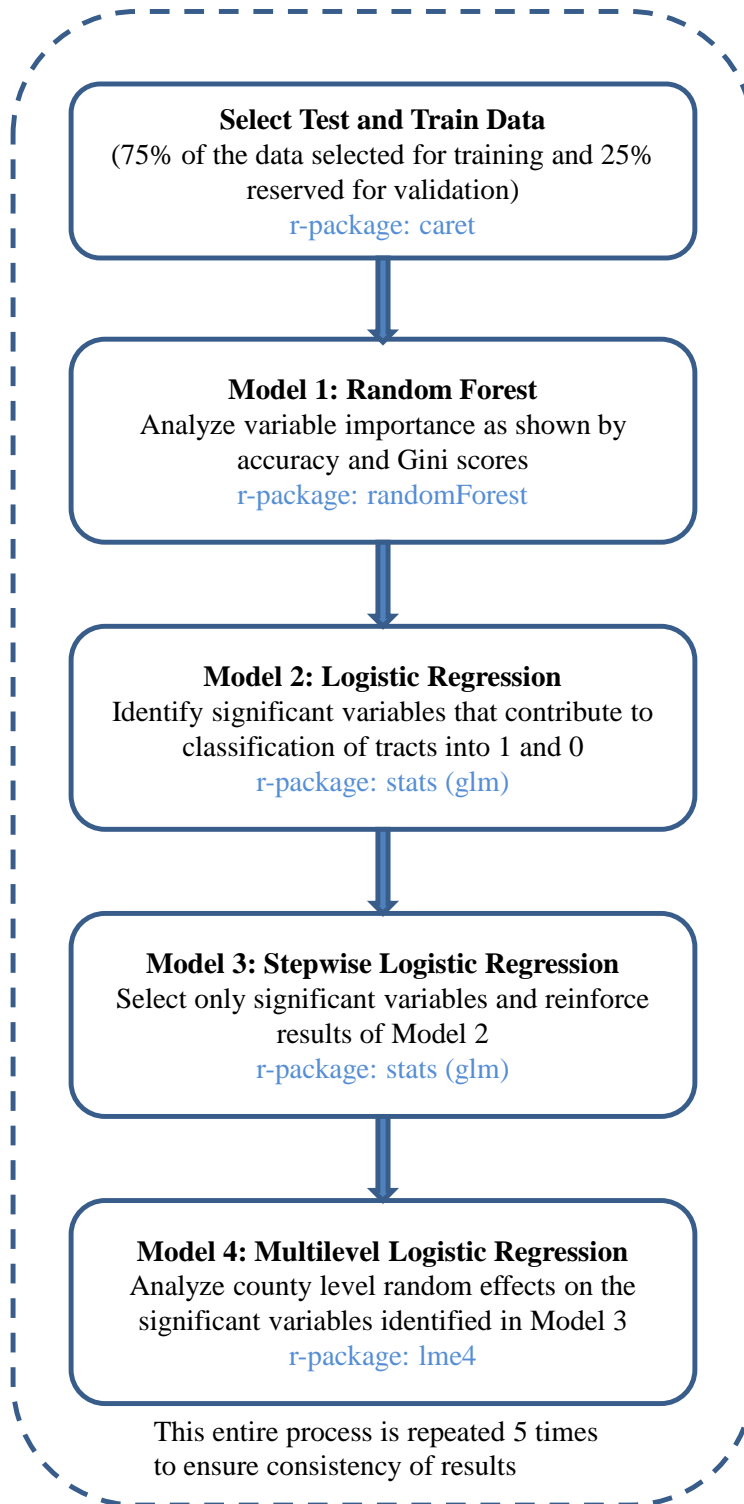 Select Test and Train Data
(75% of the data selected for training and 25%
reserved for validation)
r-package: caret
Model 1: Random Forest
Analyze variable importance as shown by
accuracy and Gini scores
r-package: randomForest
Model 2: Logistic Regression
Identify significant variables that contribute to
classification of tracts into 1 and 0
r-package: stats (glm)
Model 3: Stepwise Logistic Regression
Select only significant variables and reinforce
results of Model 2
r-package: stats (glm)
Model 4: Multilevel Logistic Regression
Analyze county level random effects on the
significant variables identified in Model 3
r-package: lme4
This entire process is repeated 5 times
to ensure consistency of results